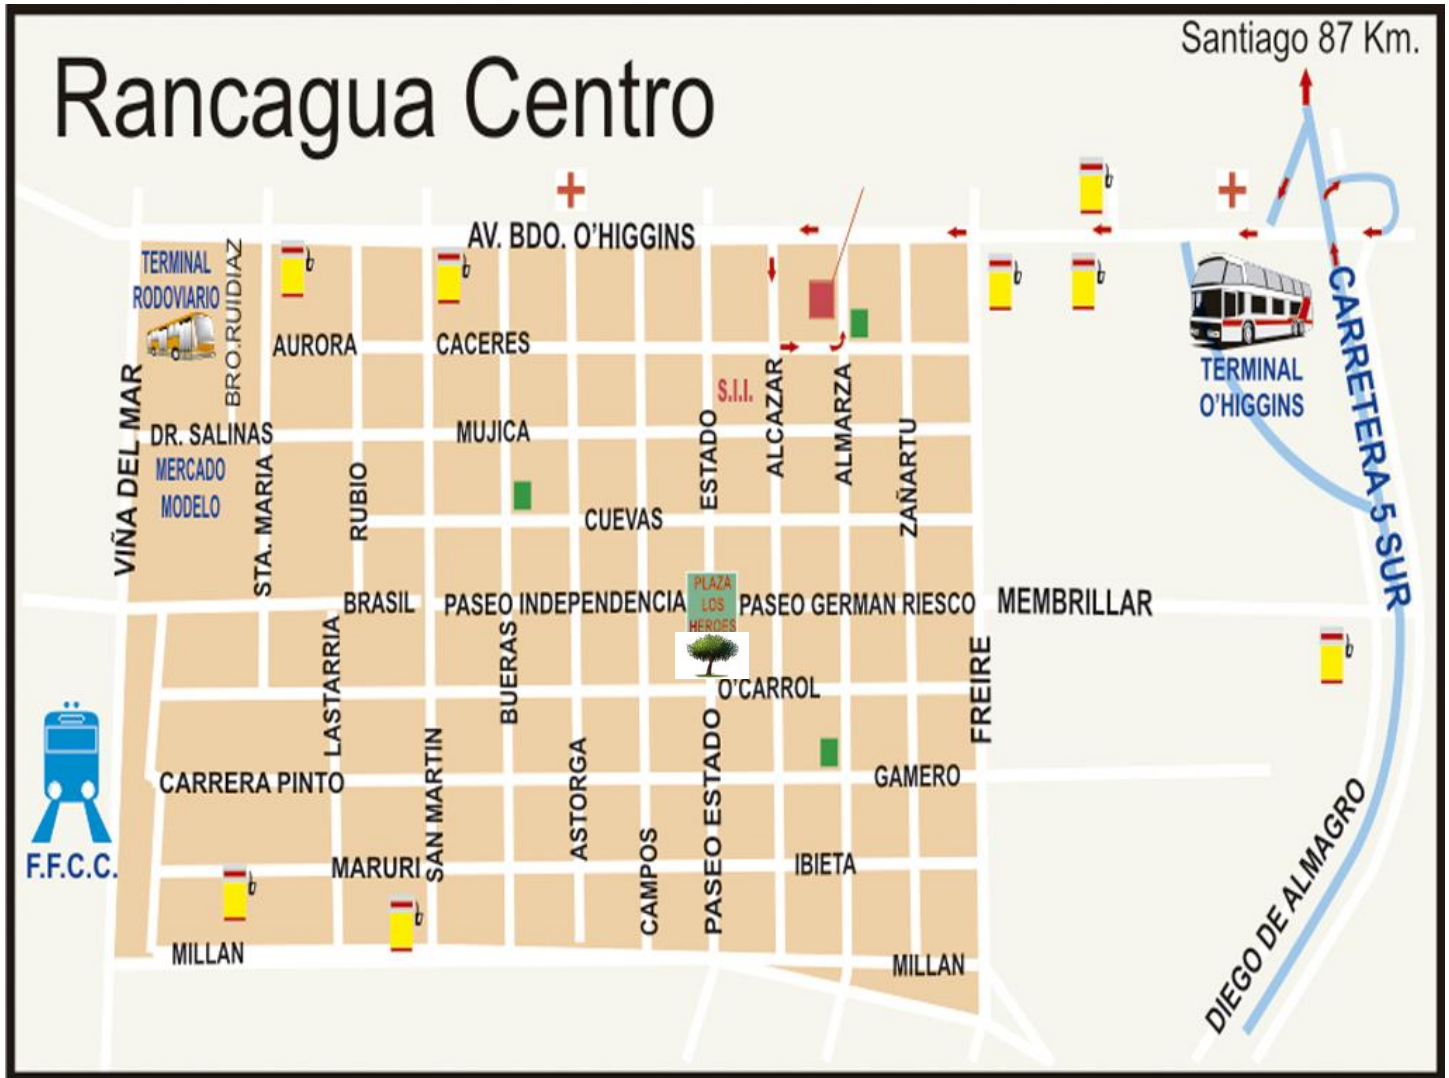 Santiago 87 Km.
Rancagua Centro
AV. BDO. O'HIGGINS
TERMINAL
RODOVIARIO
BRO.RUIDIAZ
AURORA
CACERES
TERMINAL
O'HIGGINS
CARRETERA 5 SUR
S.I.I.
VIÑA DEL MAR
DR. SALINAS
MUJICA
ESTADO
ALCAZAR
ALMARZA
ZAÑARTU
MERCADO
MODELO
STA. MARIA
RUBIO
CUEVAS
BRASIL
PASEO INDEPENDENCIA
PLAZA
LOS
HEROES
PASEO GERMAN RIESCO
MEMBRILLAR
LASTARRIA
BUERAS
FREIRE
O'CARROL
CARRERA PINTO
SAN MARTIN
ASTORGA
CAMPOS
PASEO ESTADO
GAMERO
F.F.C.C.
MARURI
IBIETA
DIEGO DE ALMAGRO
MILLAN
MILLAN